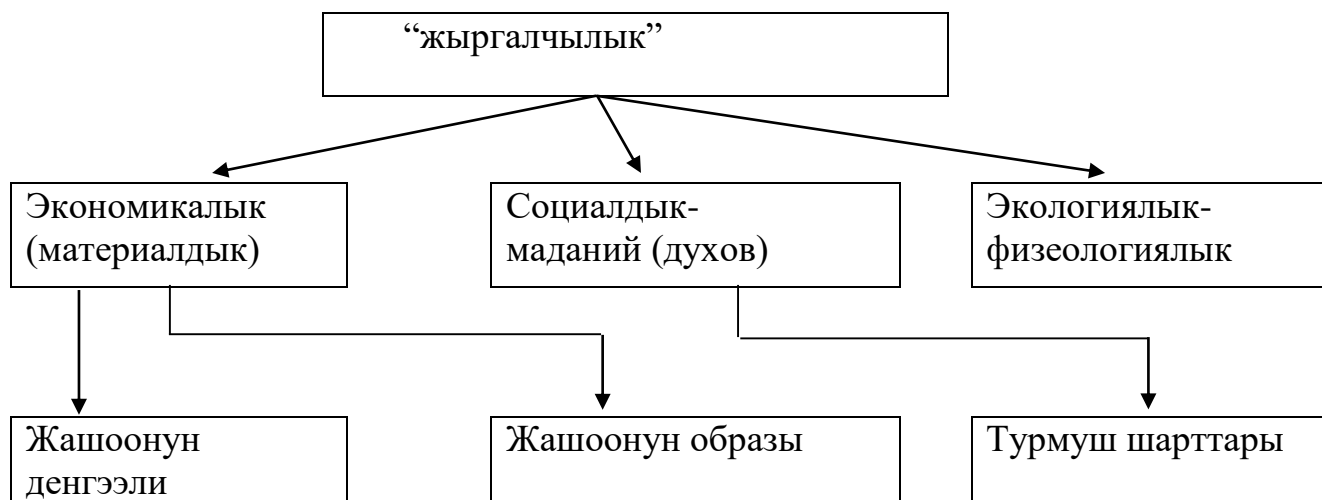 “жыргалчылык”
Экономикалык
(материалдык)
Социалдык-
маданий (духов)
Экологиялык-
физеологиялык
Жашоонун
денгээли
Жашоонун образы
Турмуш шарттары